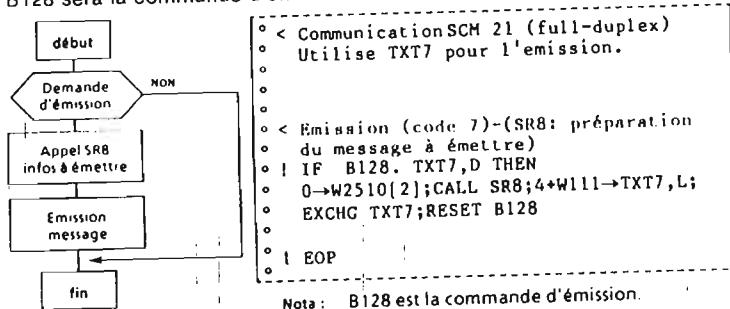 B128 sera la commande d'
début
Demande
d'émission
NON
Appel SR8
infos à émettre
Emission
message
fin
< Communication SCM 21 (full-duplex)
Utilise TXT7 pour l'emission.
< Emission (code 7)-(SR8: préparation
du message à émettre)
! IF B128. TXT7,D THEN
0→W2510[2];CALL SR8;4+W111→TXT7,L;
EXCHG TXT7;RESET B128
! EOP
Nota : B128 est la commande d'émission.